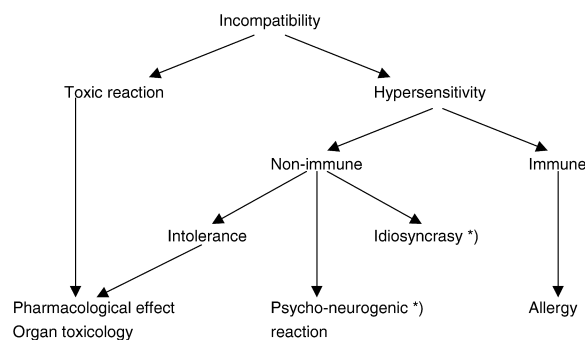 Incompatibility
Toxic reaction
Hypersensitivity
Non-immune
Immune
Intolerance
Idiosyncrasy *)
Pharmacological effect
Organ toxicology
Psycho-neurogenic *)
reaction
Allergy